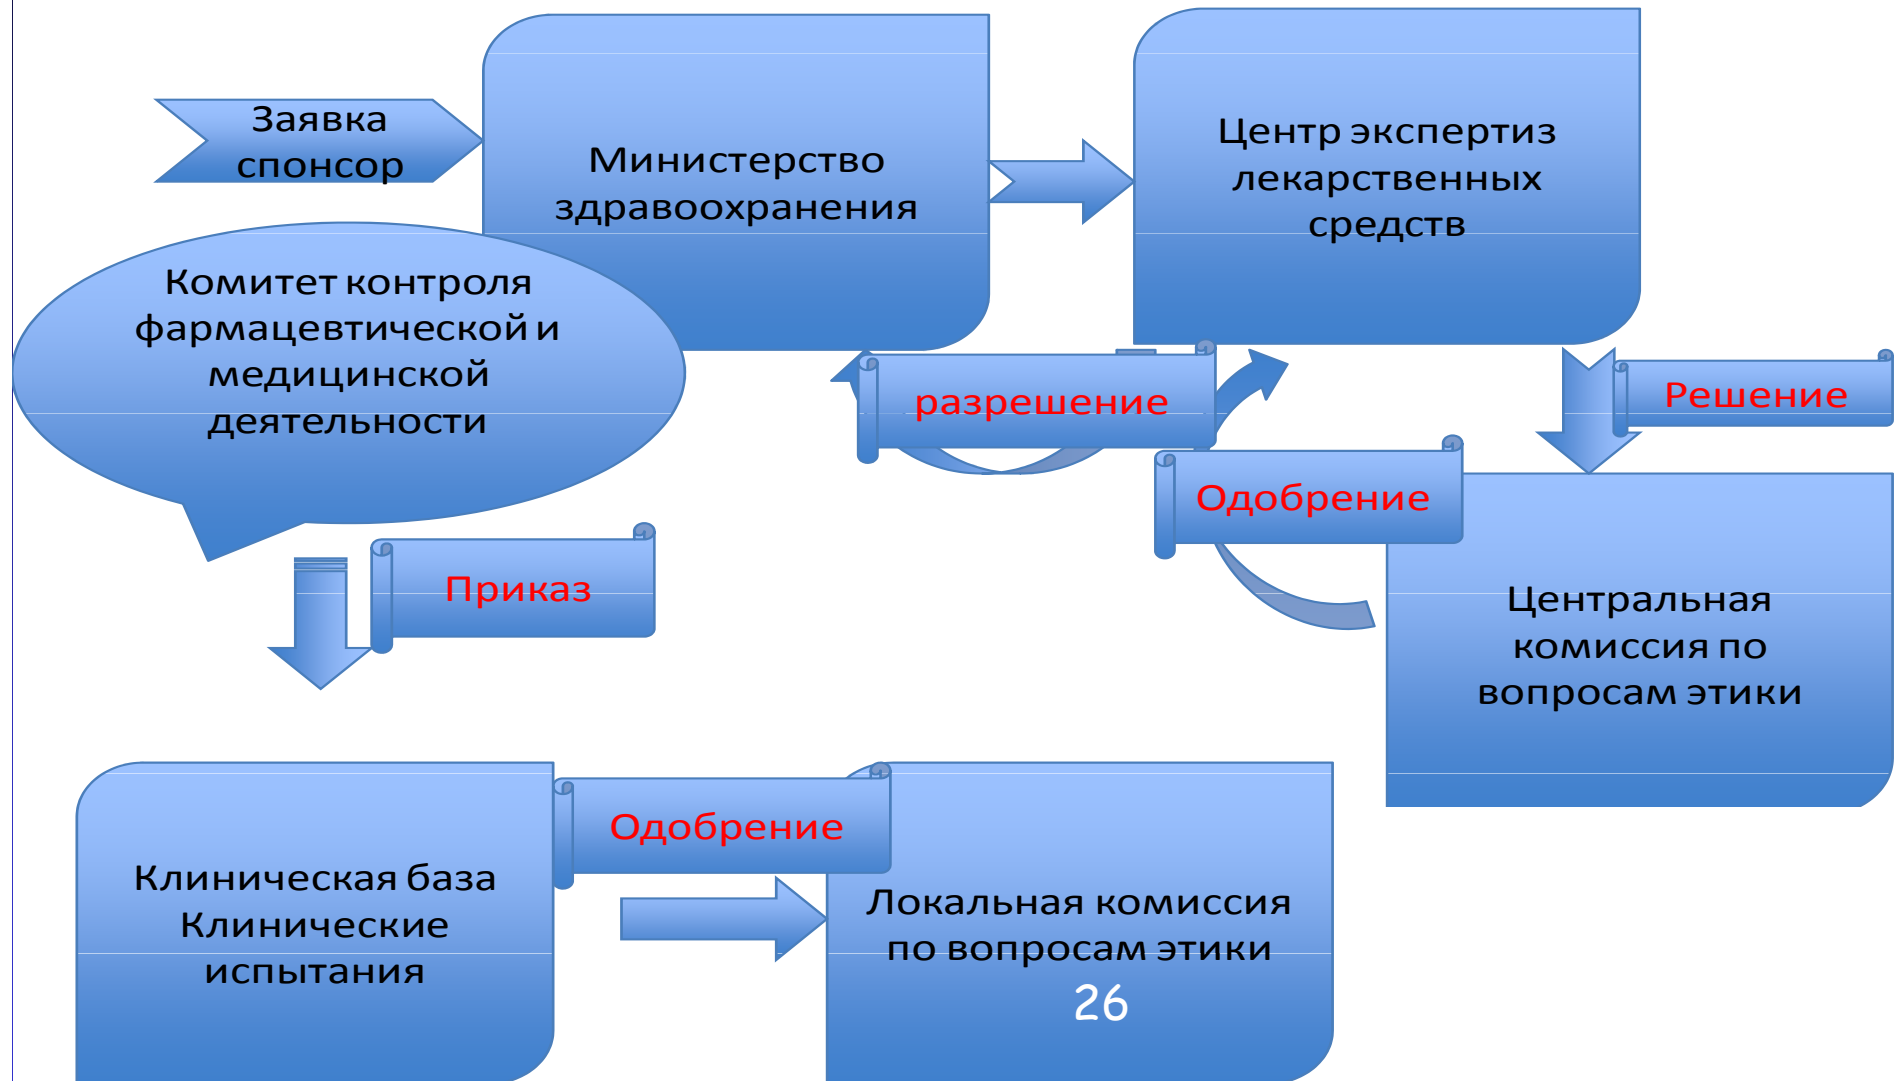 Заявка
спонсор
Министерство
здравоохранения
Центр экспертиз
лекарственных
средств
Комитет контроля
фармацевтической и
медицинской
деятельности
разрешение
Решение
Одобрение
Приказ
Центральная
комиссия по
вопросам этики
Клиническая база
Клинические
испытания
Одобрение
Локальная комиссия
по вопросам этики
26